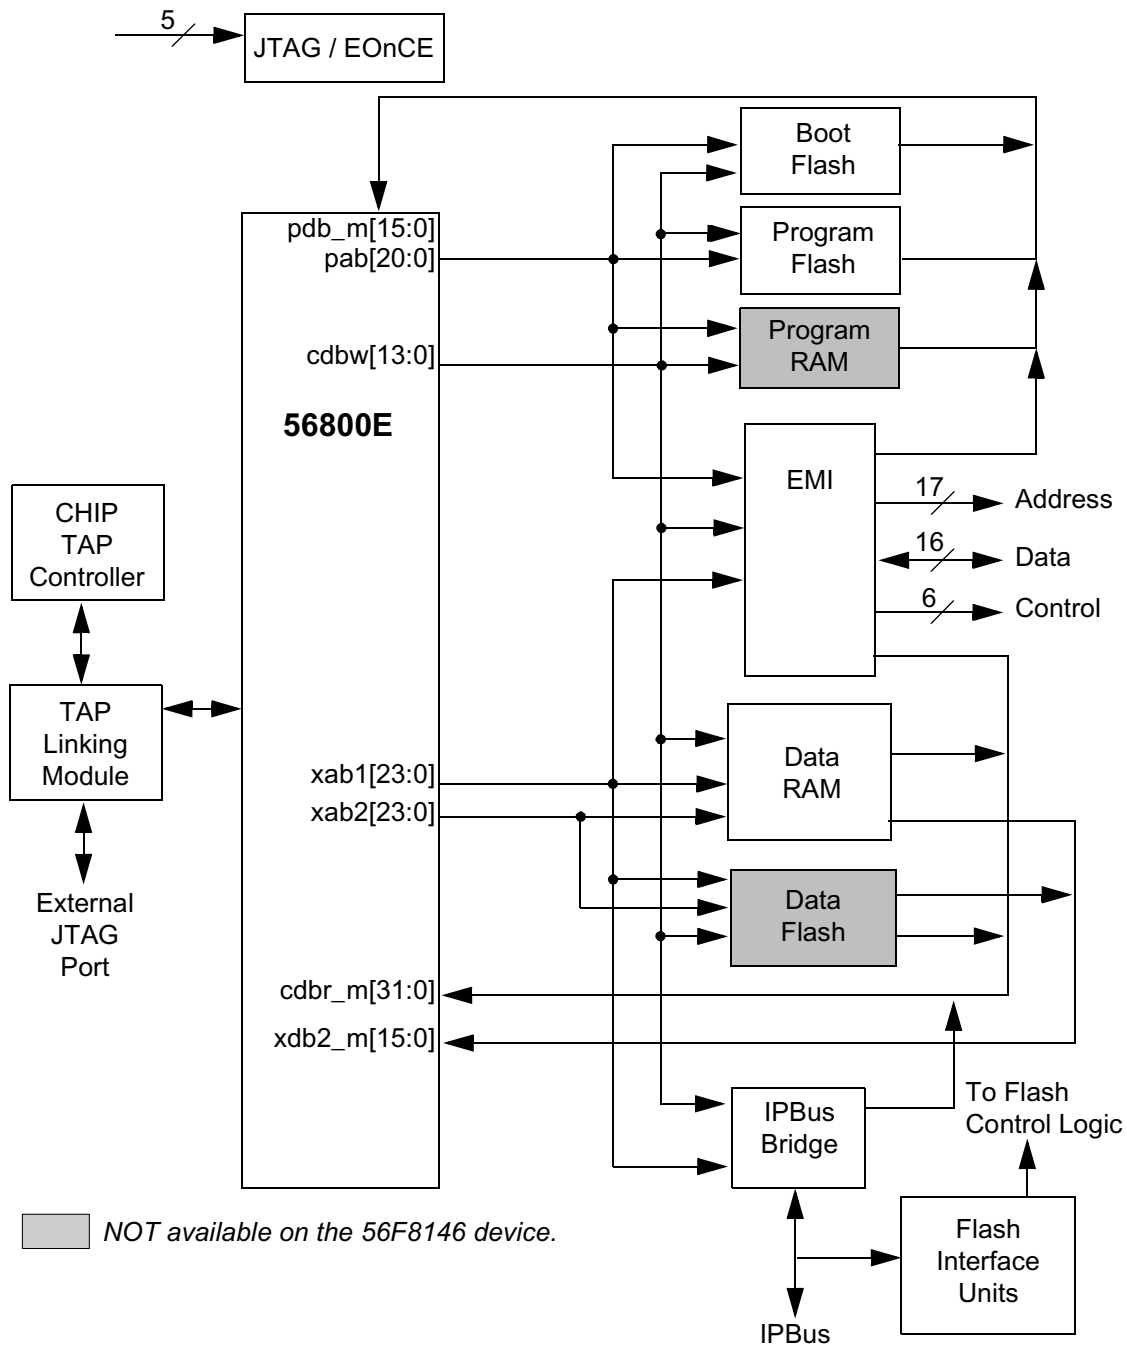 5
JTAG / EOnCE
Boot
Flash
pdb_m[15:0]
pab[20:0]
Program
Flash
cdbw[13:0]
Program
RAM
56800E
EMI
17
Address
16
Data
6
Control
CHIP
TAP
Controller
TAP
Linking
Module
External
JTAG
Port
xab1[23:0]
xab2[23:0]
Data
RAM
Data
Flash
cdbr_m[31:0]
xdb2_m[15:0]
IPBus
Bridge
To Flash
Control Logic
NOT available on the 56F8146 device.
Flash
Interface
Units
IPBus